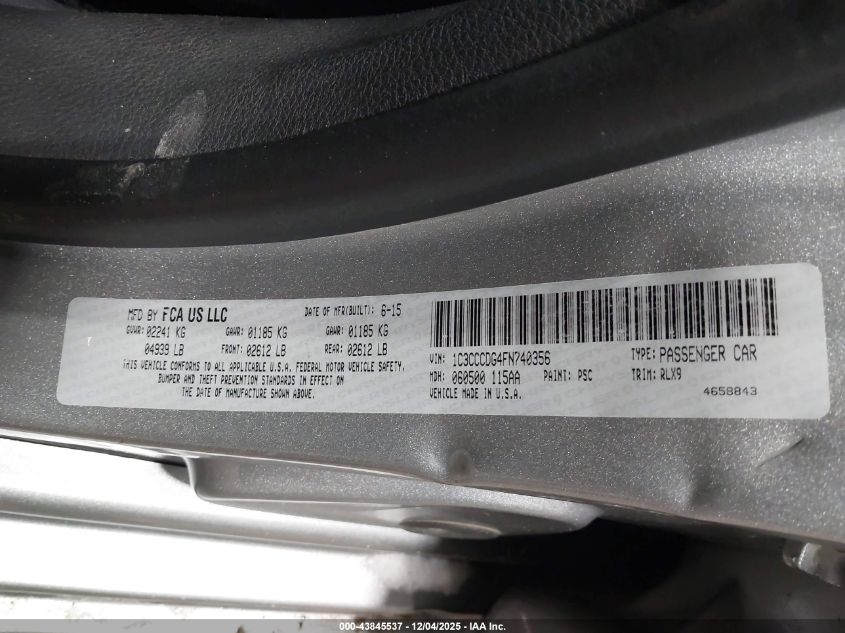 MFD BY FCA US LLC DATE OF MFR(BUILT): 6-15
GVWR: 02241 KG GAWR: 01185 KG GAWR: 01185 KG
04939 LB FRONT: 02612 LB REAR: 02612 LB
THIS VEHICLE CONFORMS TO ALL APPLICABLE U.S.A. FEDERAL MOTOR VEHICLE SAFETY,
BUMPER AND THEFT PREVENTION STANDARDS IN EFFECT ON
THE DATE OF MANUFACTURE SHOWN ABOVE.
VIN: 1C3CCCDG4FN740356 TYPE: PASSENGER CAR
MDH: 060500 115AA PAINT: PSC TRIM: RLX9
VEHICLE MADE IN U.S.A. 4658843
000-43845537 - 12/04/2025 - IAA Inc.